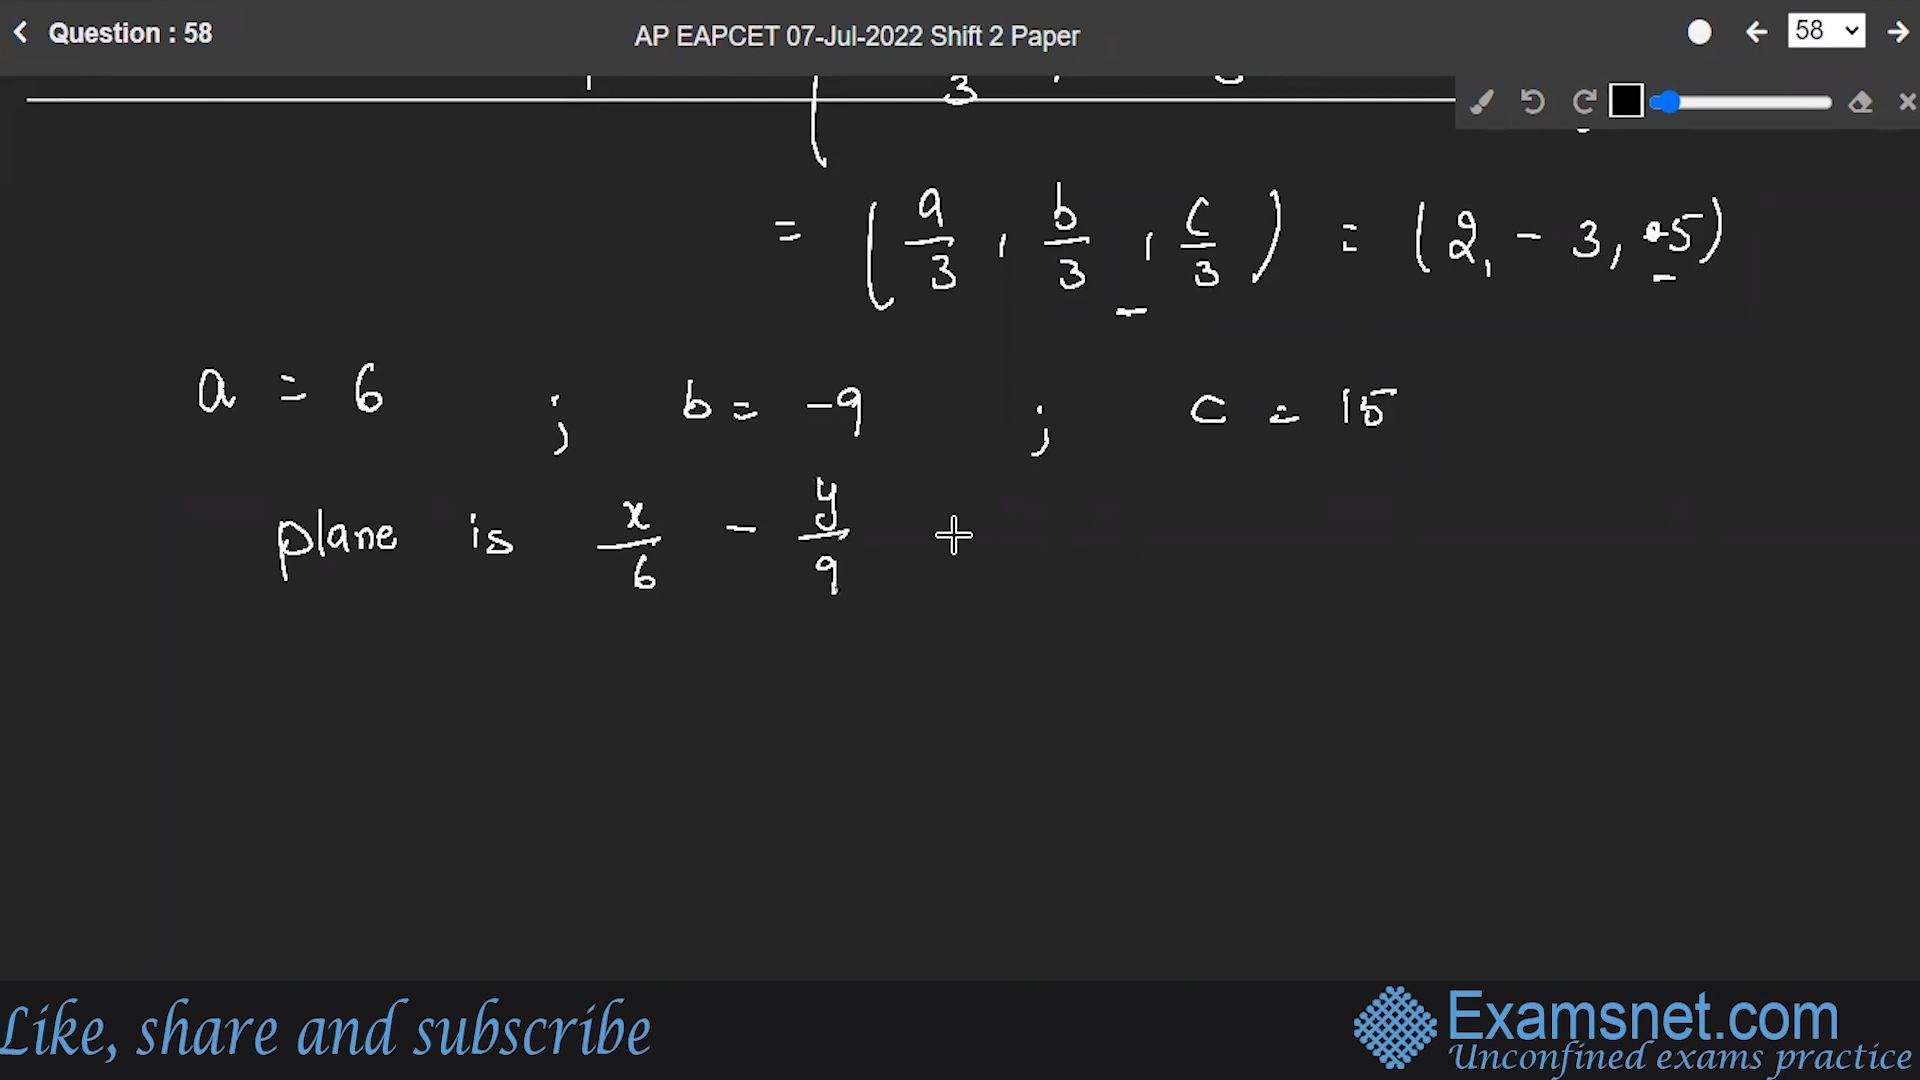 Question : 58
AP EAPCET 07-Jul-2022 Shift 2 Paper
58
3
= ( a/3 , b/3 , c/3 ) = (2, - 3, 5)
a = 6 ; b = -9 ; c = 15
plane is x/6 - y/9
Like, share and subscribe
Examsnet.com
Unconfined exams practice